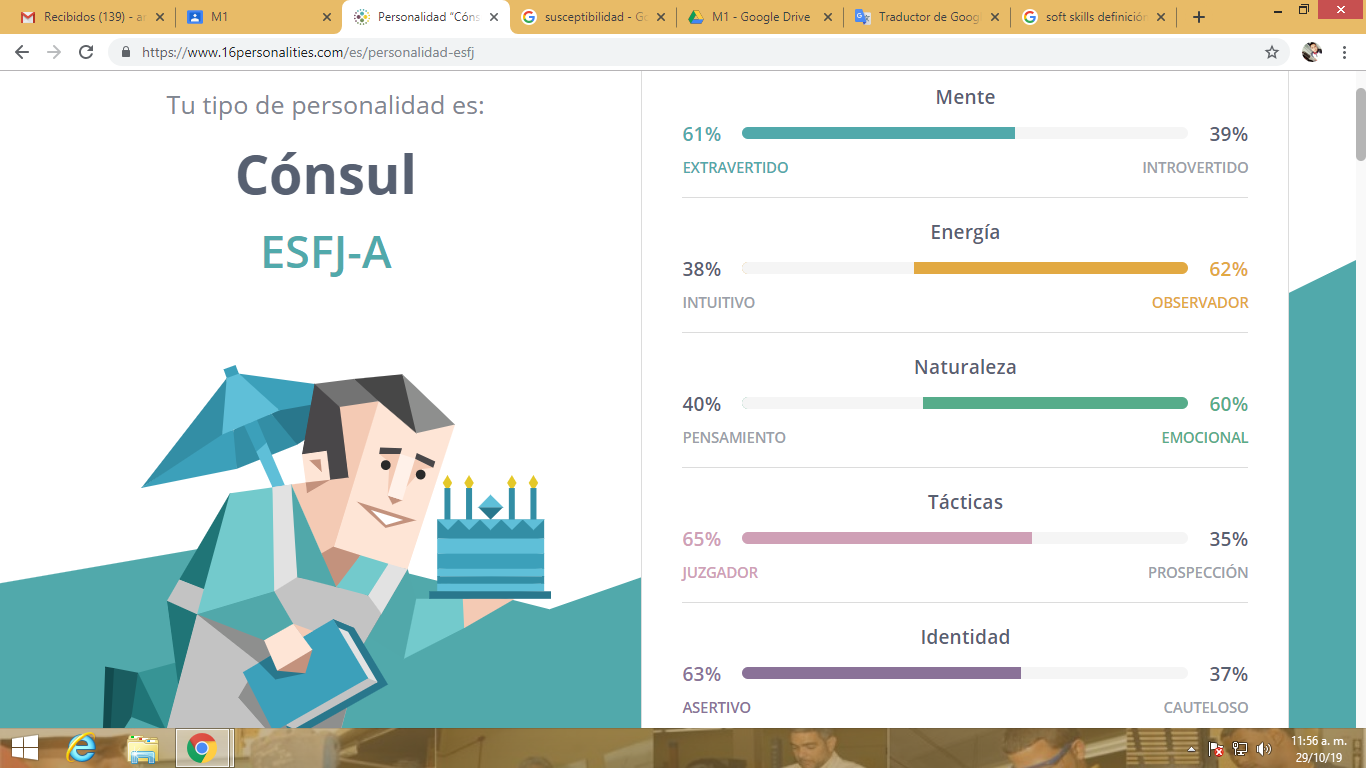 Recibidos (139) - ar
M1
Personalidad "Cóns
susceptibilidad - Go
M1 - Google Drive
Traductor de Goog
soft skills definición
https://www.16personalities.com/es/personalidad-esfj
Tu tipo de personalidad es:
Cónsul
ESFJ-A
Mente
61%
39%
EXTRAVERTIDO
INTROVERTIDO
Energía
38%
62%
INTUITIVO
OBSERVADOR
Naturaleza
40%
60%
PENSAMIENTO
EMOCIONAL
Tácticas
65%
35%
JUZGADOR
PROSPECCIÓN
Identidad
63%
37%
ASERTIVO
CAUTELOSO
11:56 a. m.
29/10/19